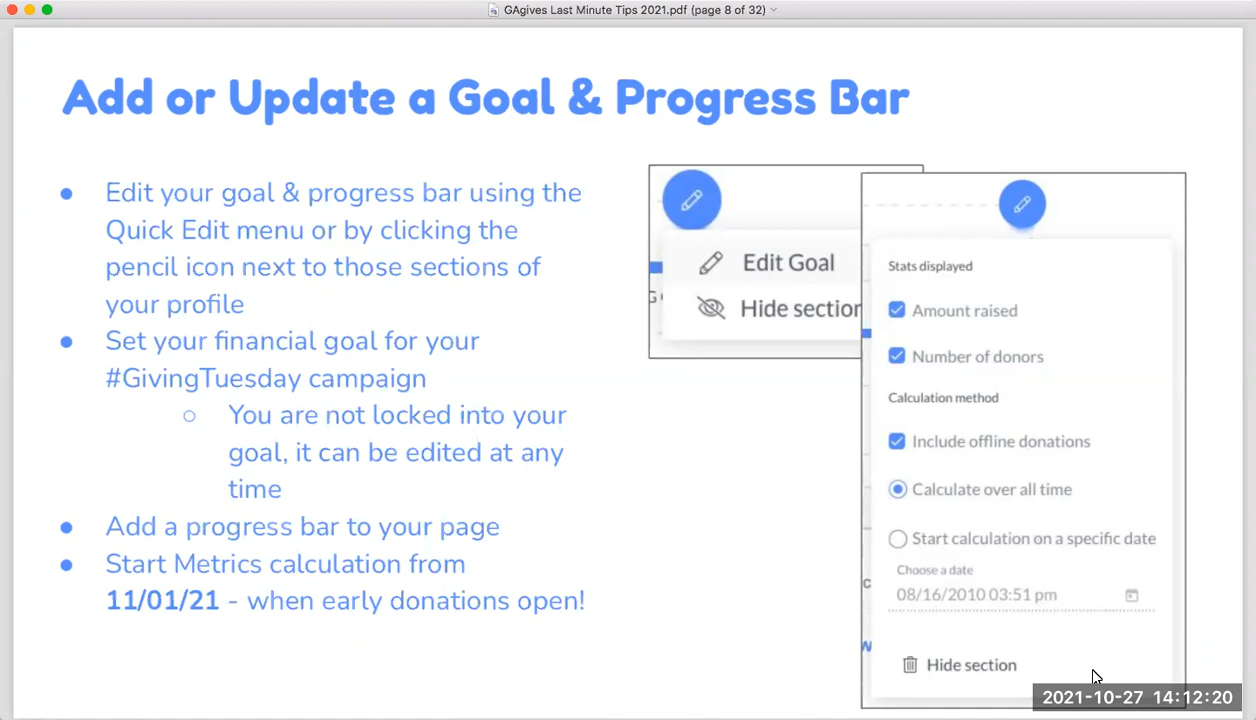 GAgives Last Minute Tips 2021.pdf (page 8 of 32)
Add or Update a Goal & Progress Bar
● Edit your goal & progress bar using the
Quick Edit menu or by clicking the
pencil icon next to those sections of
your profile
● Set your financial goal for your
#GivingTuesday campaign
○ You are not locked into your
goal, it can be edited at any
time
● Add a progress bar to your page
● Start Metrics calculation from
11/01/21 - when early donations open!
Edit Goal
Hide section
Stats displayed
Amount raised
Number of donors
Calculation method
Include offline donations
Calculate over all time
Start calculation on a specific date
Choose a date
08/16/2010 03:51 pm
Hide section
2021-10-27 14:12:20